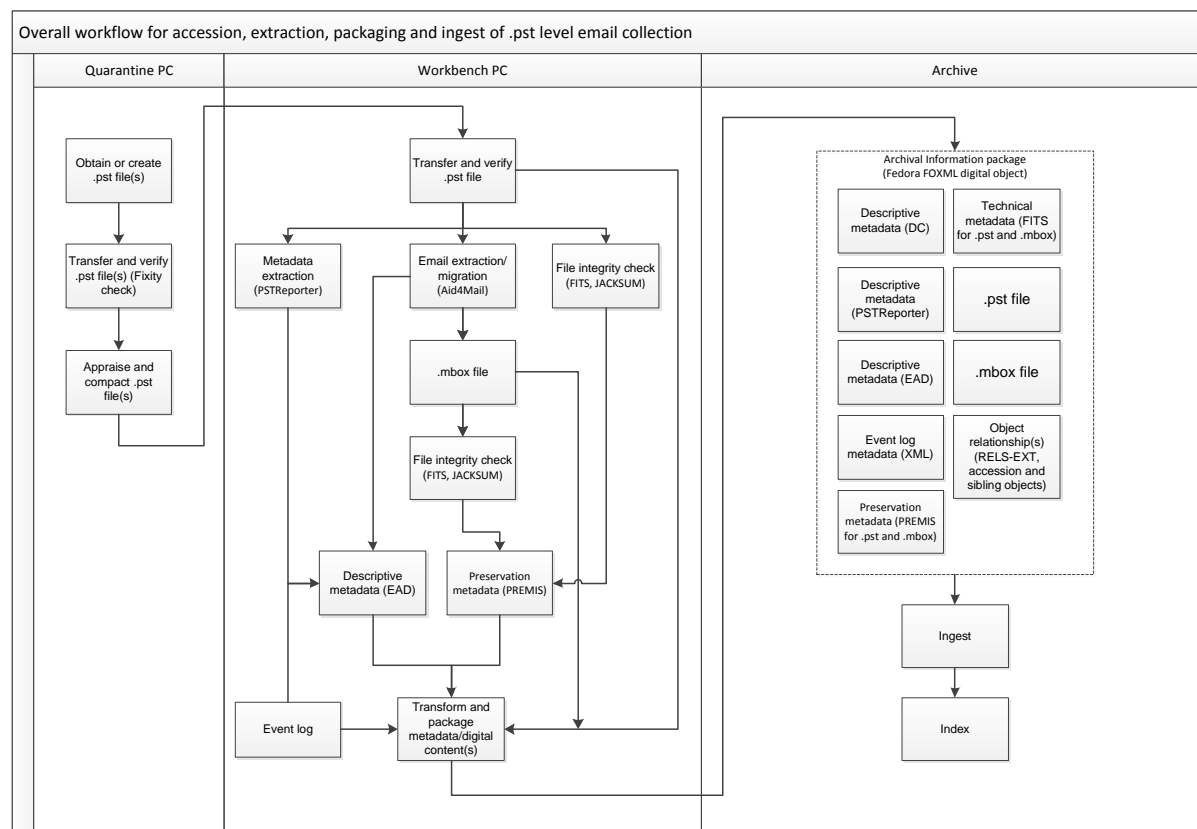 Overall workflow for accession, extraction, packaging and ingest of .pst level email collection
Quarantine PC
Workbench PC
Archive
Obtain or create
.pst file(s)
Transfer and verify
.pst file(s) (Fixity
check)
Appraise and
compact .pst
file(s)
Transfer and verify
.pst file
Metadata
extraction
(PSTReporter)
Email extraction/
migration
(Aid4Mail)
File integrity check
(FITS, JACKSUM)
.mbox file
File integrity check
(FITS, JACKSUM)
Descriptive
metadata (EAD)
Preservation
metadata (PREMIS)
Event log
Transform and
package
metadata/digital
content(s)
Archival Information package
(Fedora FOXML digital object)
Descriptive
metadata (DC)
Technical
metadata (FITS
for .pst and .mbox)
Descriptive
metadata
(PSTReporter)
.pst file
Descriptive
metadata (EAD)
.mbox file
Event log
metadata (XML)
Object
relationship(s)
(RELS-EXT,
accession and
sibling objects)
Preservation
metadata (PREMIS
for .pst and .mbox)
Ingest
Index